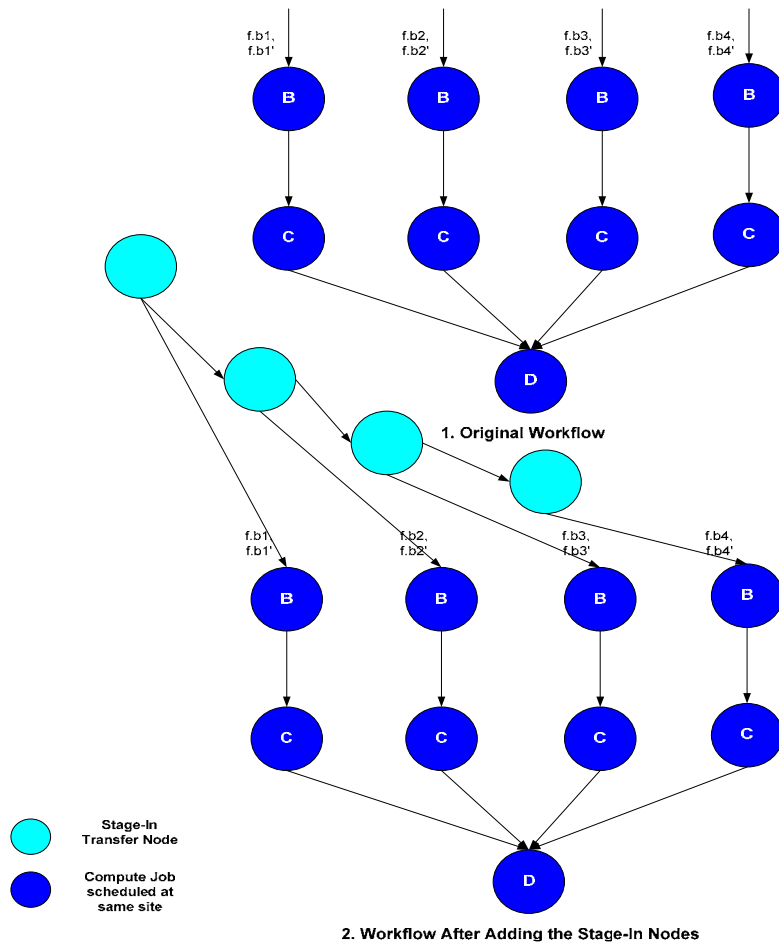 f.b1,
f.b1'
f.b2,
f.b2'
f.b3,
f.b3'
f.b4,
f.b4'
B
B
B
B
C
C
C
C
D
1. Original Workflow
f.b1,
f.b1'
f.b2,
f.b2'
f.b3,
f.b3'
f.b4,
f.b4'
B
B
B
B
C
C
C
C
D
Stage-In
Transfer Node
Compute Job
scheduled at
same site
2. Workflow After Adding the Stage-In Nodes